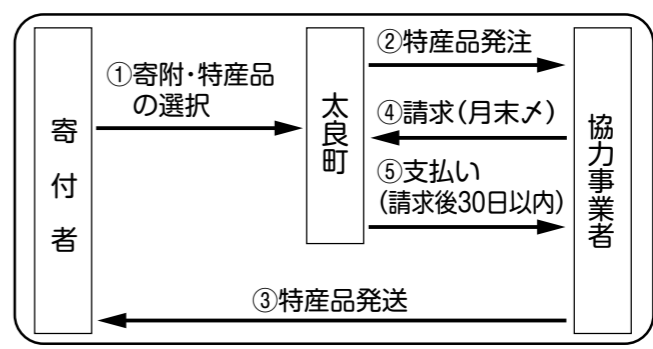 寄付者
①寄附・特産品
の選択
太良町
②特産品発注
④請求(月末〆)
⑤支払い
(請求後30日以内)
協力事業者
③特産品発送